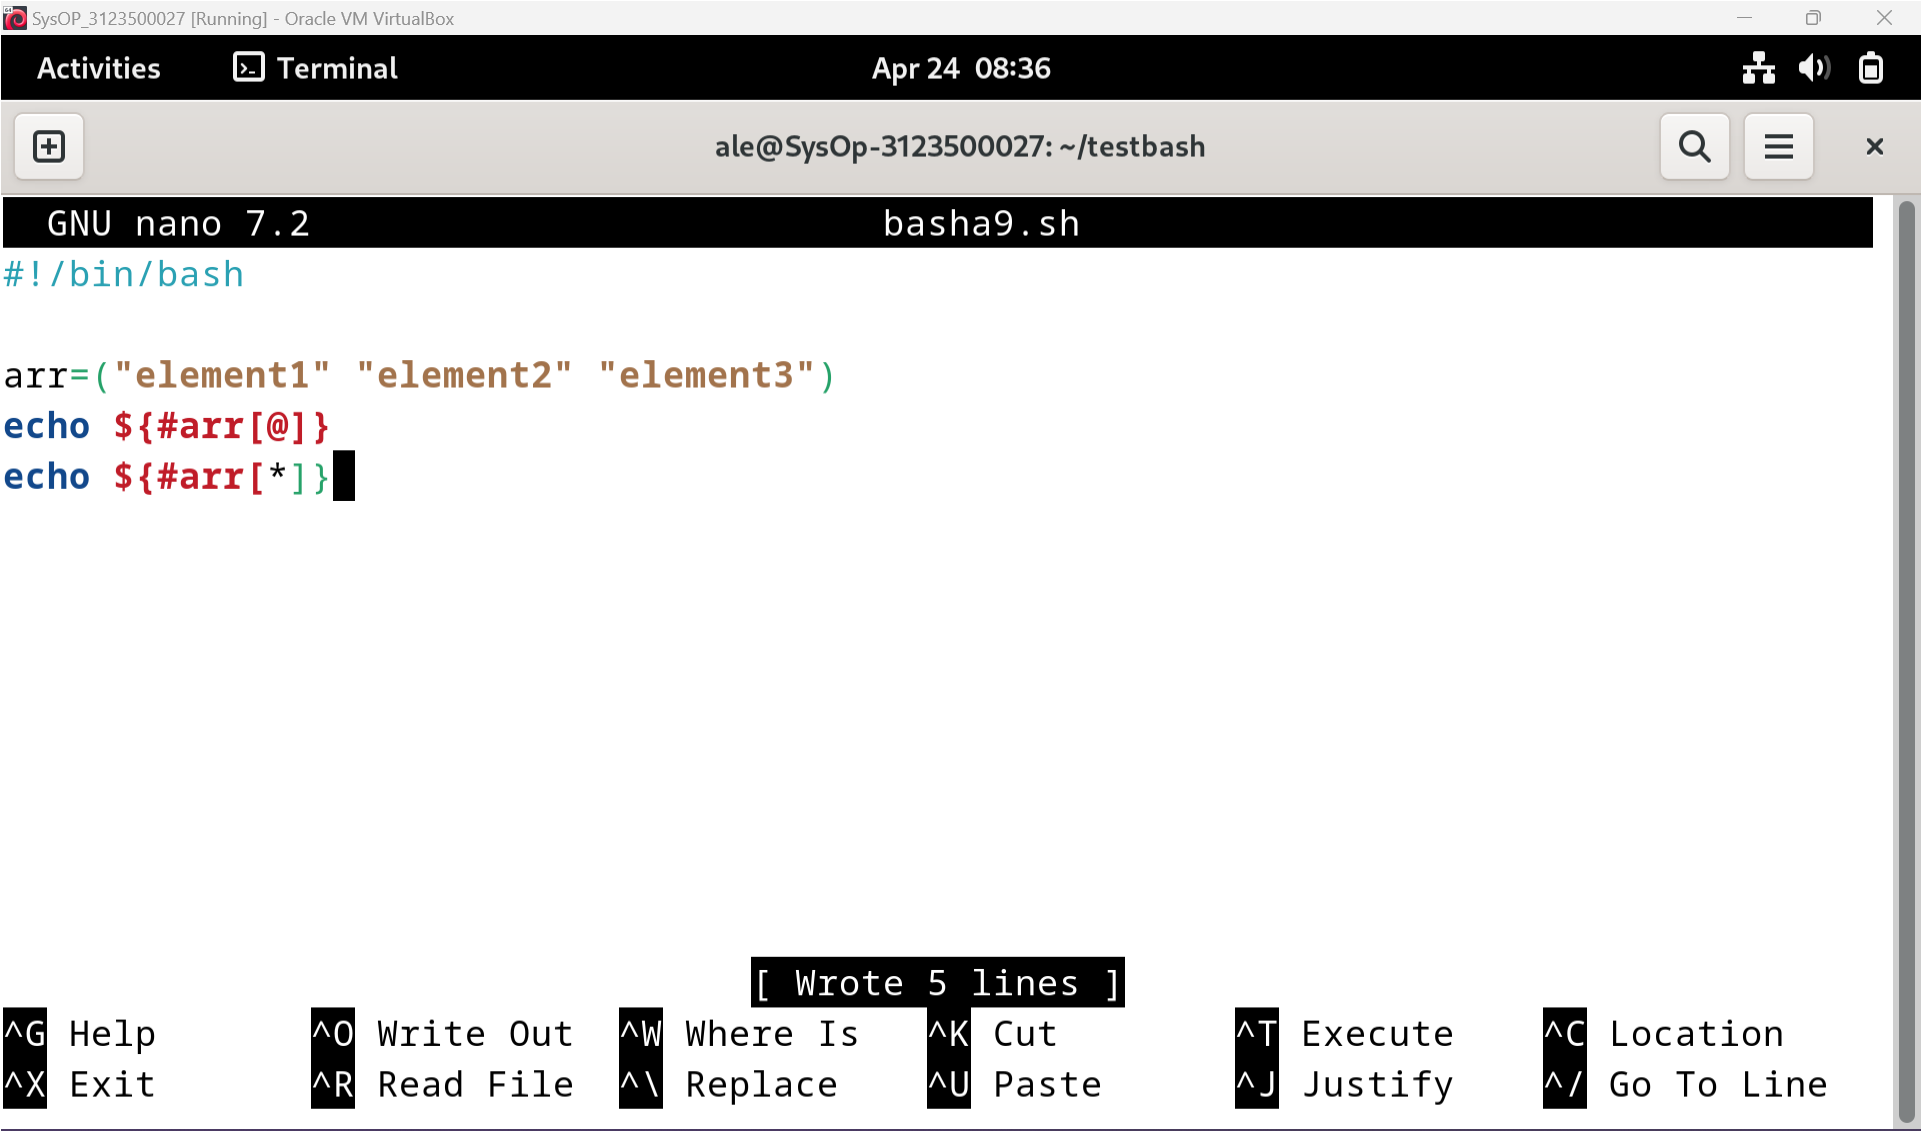 SysOP_3123500027 [Running] - Oracle VM VirtualBox
Activities Terminal Apr 24 08:36
ale@SysOp-3123500027: ~/testbash
GNU nano 7.2 basha9.sh
#!/bin/bash
arr=("element1" "element2" "element3")
echo ${#arr[@]}
echo ${#arr[*]}
[ Wrote 5 lines ]
^G Help ^O Write Out ^W Where Is ^K Cut ^T Execute ^C Location
^X Exit ^R Read File ^\ Replace ^U Paste ^J Justify ^/ Go To Line